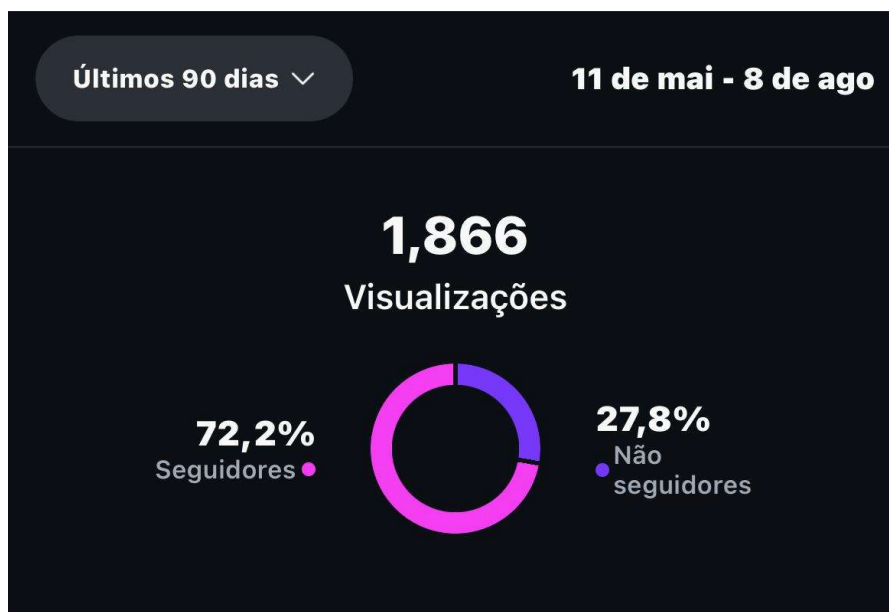 Últimos 90 dias
11 de mai - 8 de ago
1,866
Visualizações
72,2%
Seguidores
27,8%
Não
seguidores